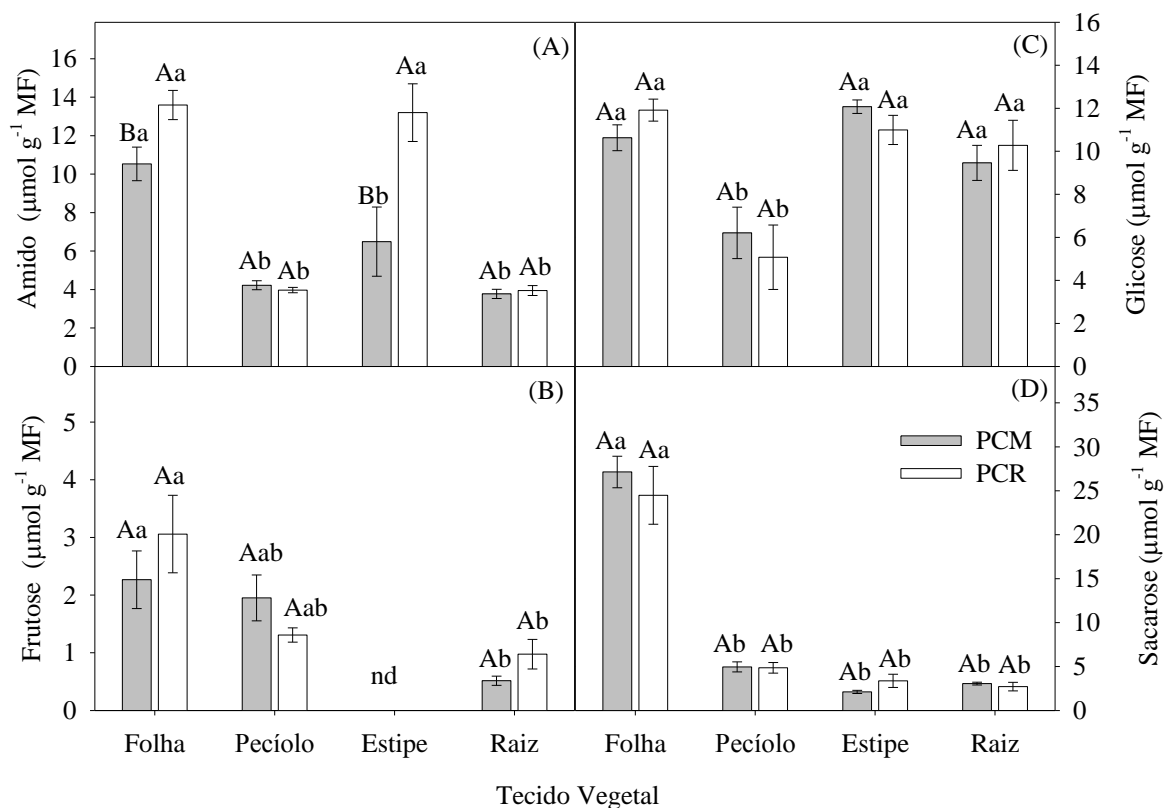 (A)
Amido (µmol g-1 MF)
16
14
12
10
8
6
4
2
0
Ba
Aa
Ab
Ab
Bb
Aa
Ab
Ab
(C)
Glicose (µmol g-1 MF)
16
14
12
10
8
6
4
2
0
Aa
Aa
Ab
Ab
Aa
Aa
Aa
Aa
(B)
Frutose (µmol g-1 MF)
5
4
3
2
1
0
Aa
Aa
Aab
Aab
nd
Ab
Ab
Folha Pecíolo Estipe Raiz
(D)
Sacarose (µmol g-1 MF)
35
30
25
20
15
10
5
0
PCM
PCR
Aa
Aa
Ab
Ab
Ab
Ab
Ab
Ab
Folha Pecíolo Estipe Raiz
Tecido Vegetal